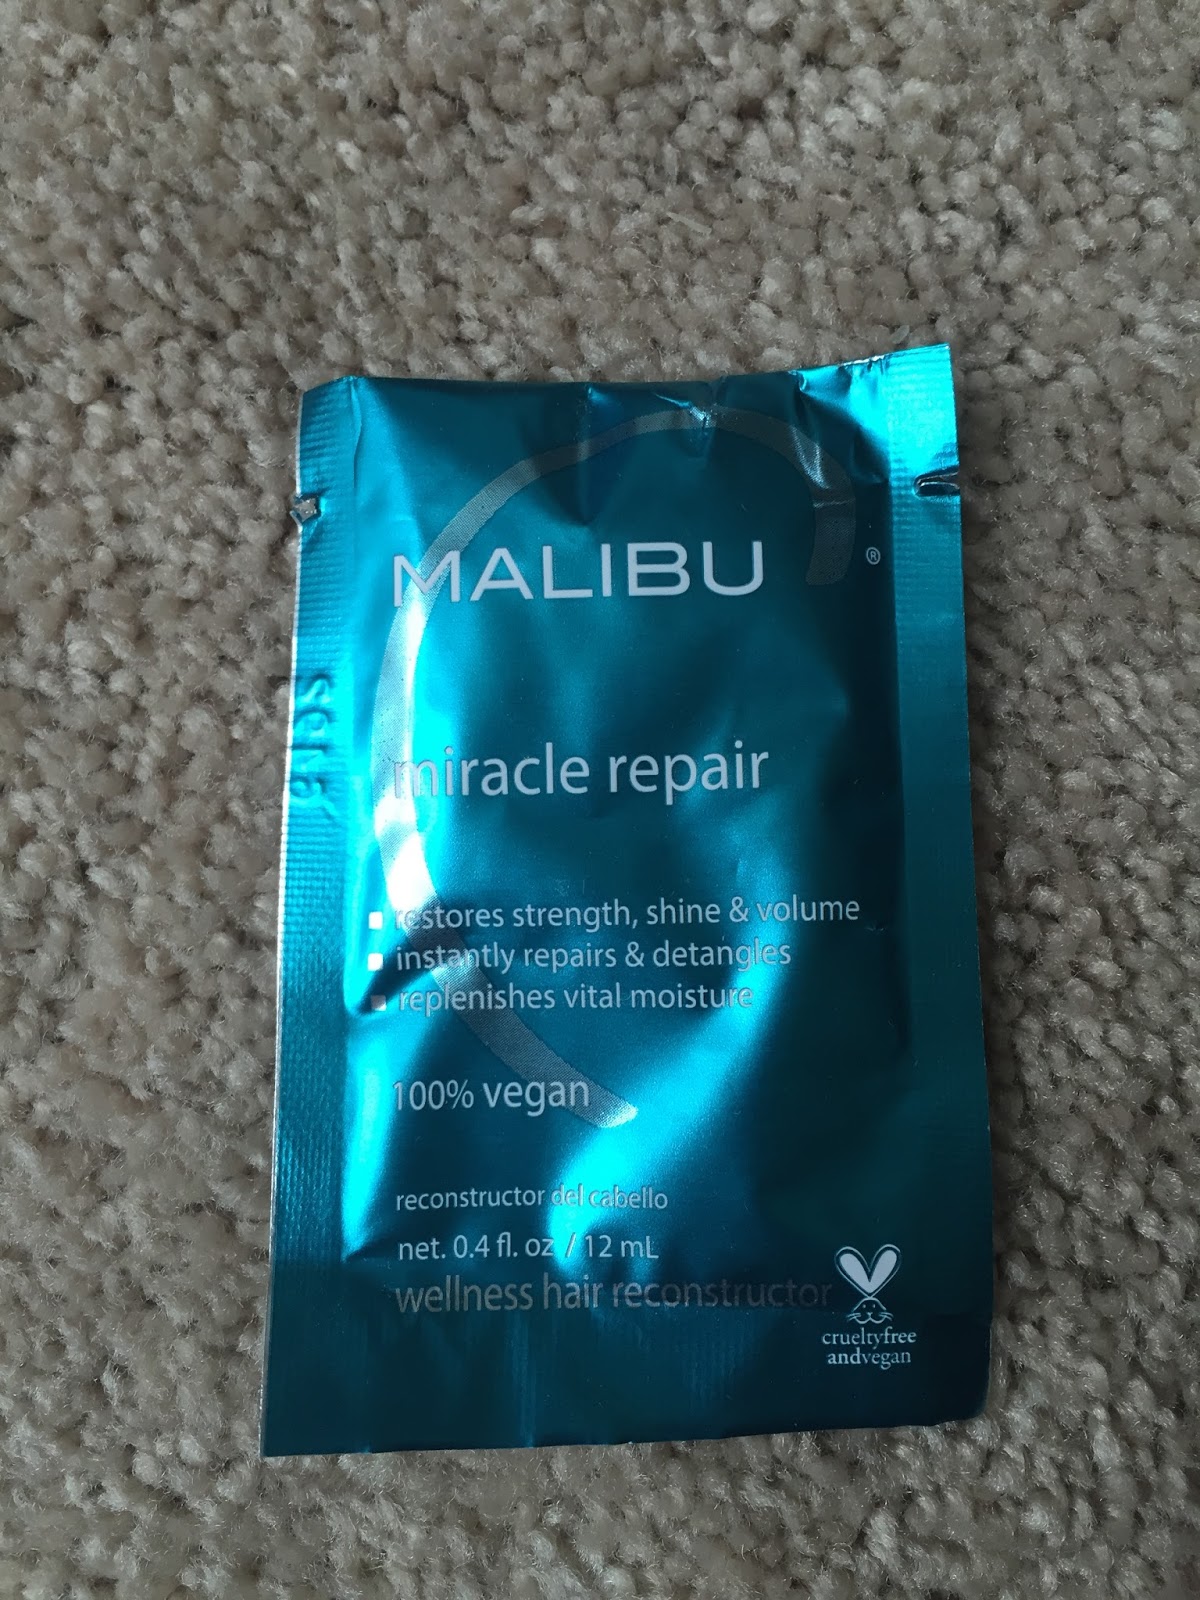 MALIBU ®
miracle repair
restores strength, shine & volume
instantly repairs & detangles
replenishes vital moisture
100% vegan
reconstructor del cabello
net. 0.4 fl. oz / 12 mL
wellness hair reconstructor
crueltyfree
andvegan